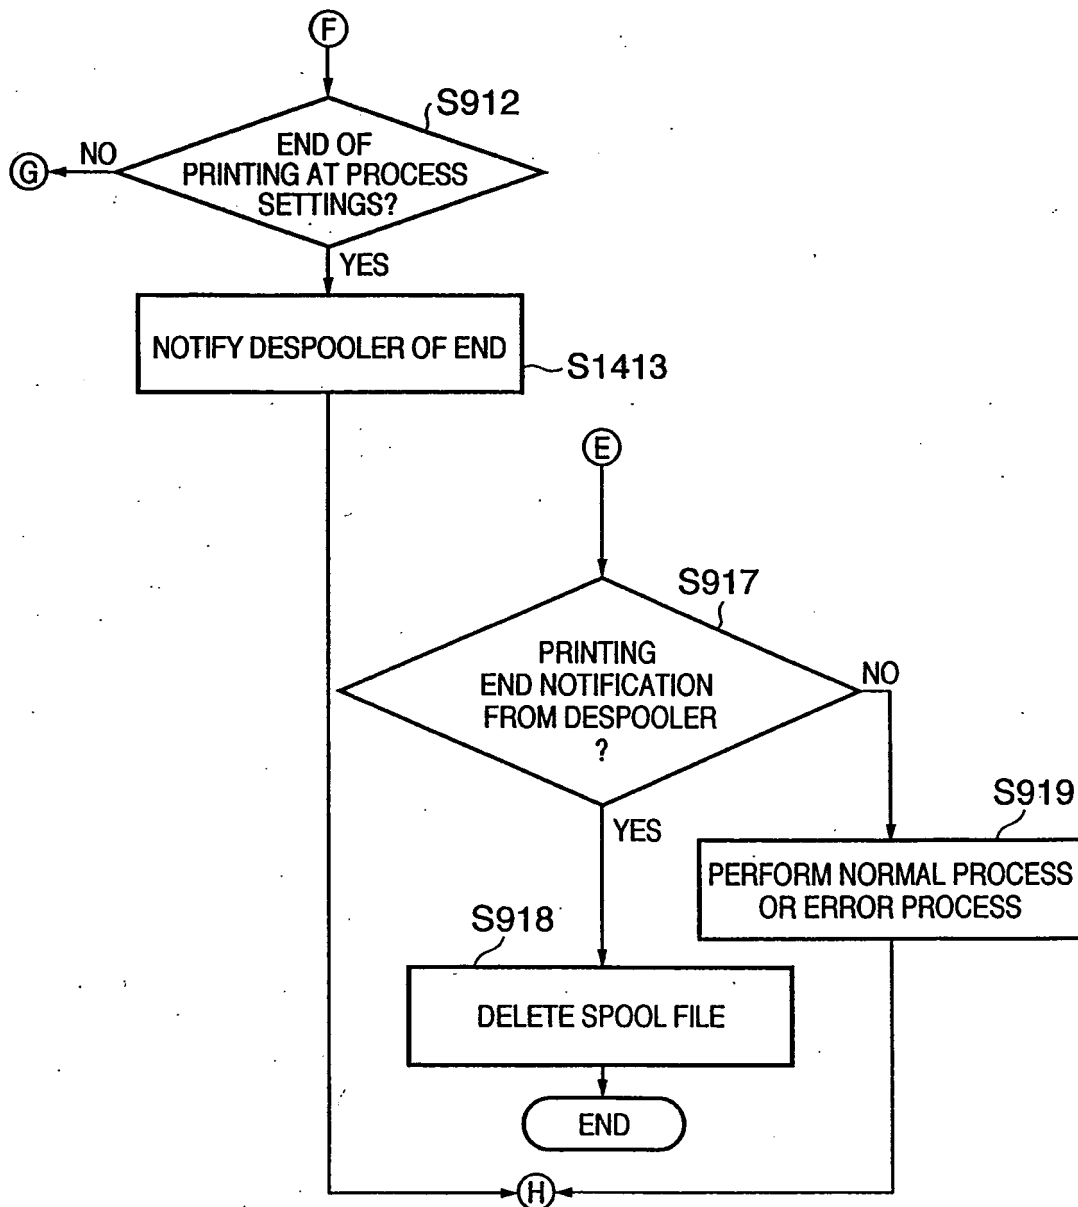 F
S912
END OF
PRINTING AT PROCESS
SETTINGS?
NO
G
YES
NOTIFY DESPOOLER OF END
S1413
E
S917
PRINTING
END NOTIFICATION
FROM DESPOOLER
?
NO
YES
S919
PERFORM NORMAL PROCESS
OR ERROR PROCESS
S918
DELETE SPOOL FILE
END
H